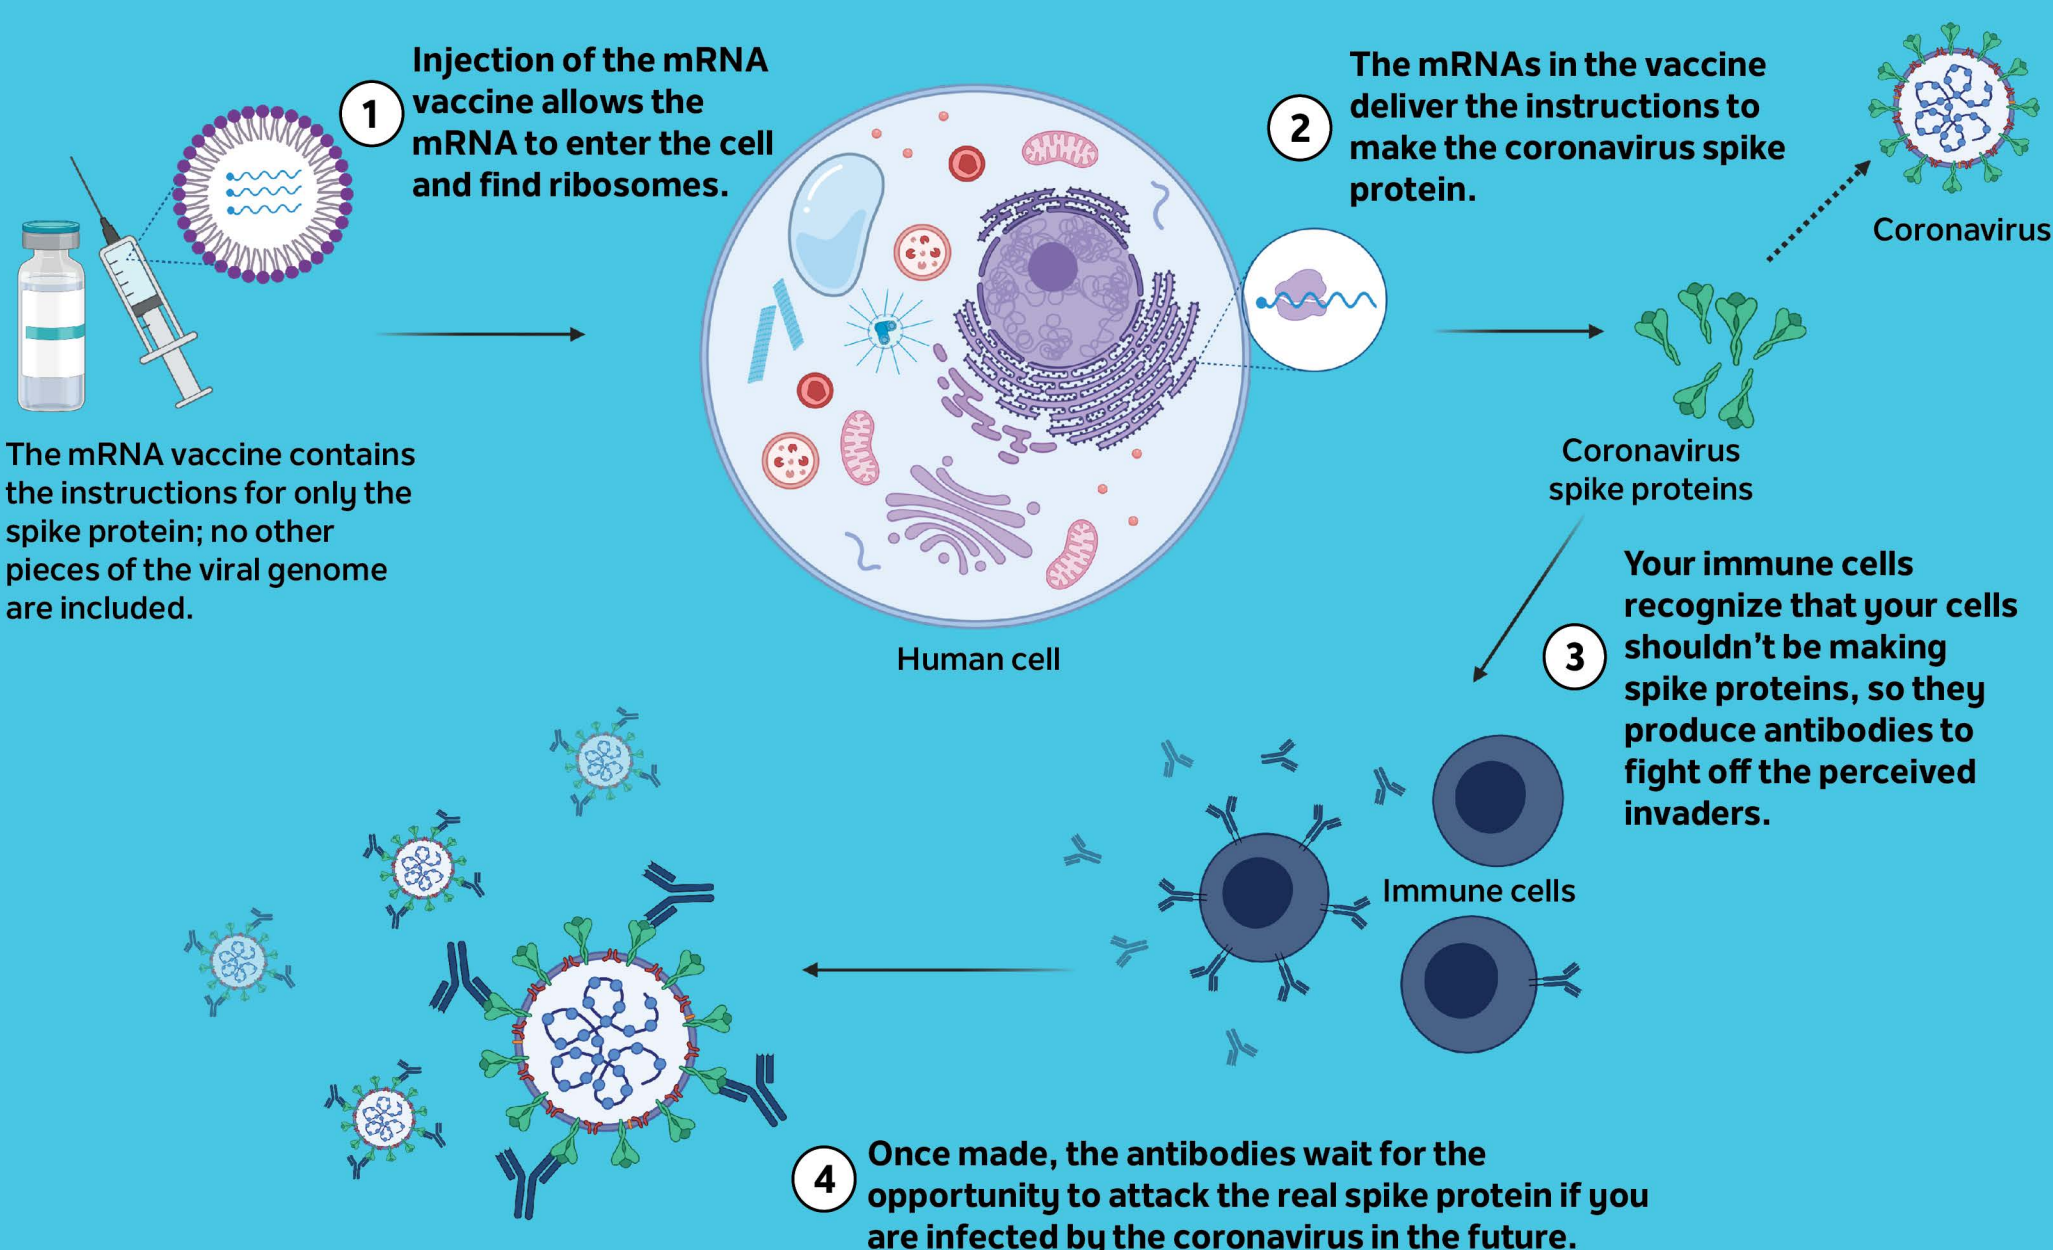 1
Injection of the mRNA
vaccine allows the
mRNA to enter the cell
and find ribosomes.
The mRNA vaccine contains
the instructions for only the
spike protein; no other
pieces of the viral genome
are included.
Human cell
2
The mRNAs in the vaccine
deliver the instructions to
make the coronavirus spike
protein.
Coronavirus
Coronavirus
spike proteins
3
Your immune cells
recognize that your cells
shouldn't be making
spike proteins, so they
produce antibodies to
fight off the perceived
invaders.
Immune cells
4
Once made, the antibodies wait for the
opportunity to attack the real spike protein if you
are infected by the coronavirus in the future.